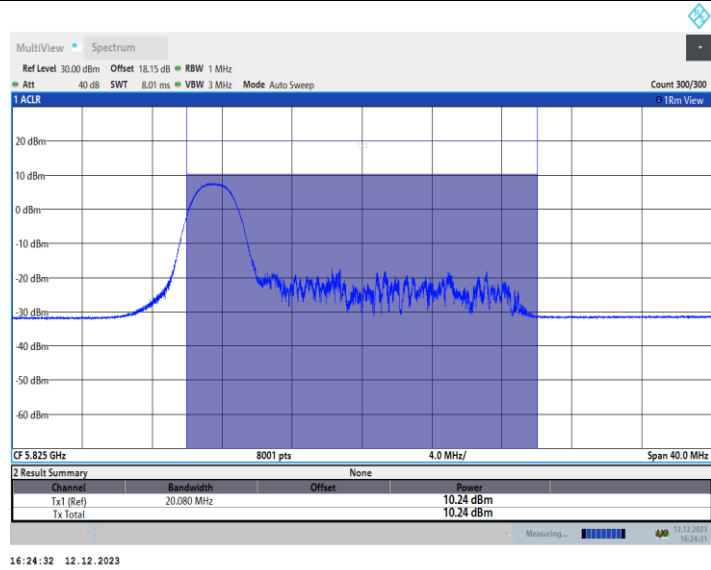 R&S
MultiView Spectrum
Ref Level 30.00 dBm Offset 18.15 dB RBW 1 MHz
Att 40 dB SWT 8.01 ms VBW 3 MHz Mode Auto Sweep Count 300/300
1 ACLR 1Rm View
20 dBm
10 dBm
0 dBm
-10 dBm
-20 dBm
-30 dBm
-40 dBm
-50 dBm
-60 dBm
CF 5.825 GHz 8001 pts 4.0 MHz/ Span 40.0 MHz
2 Result Summary None
Channel Bandwidth Offset Power
Tx1 (Ref) 20.080 MHz 10.24 dBm
Tx Total 10.24 dBm
Measuring... 12.12.2023
16:24:31
16:24:32 12.12.2023